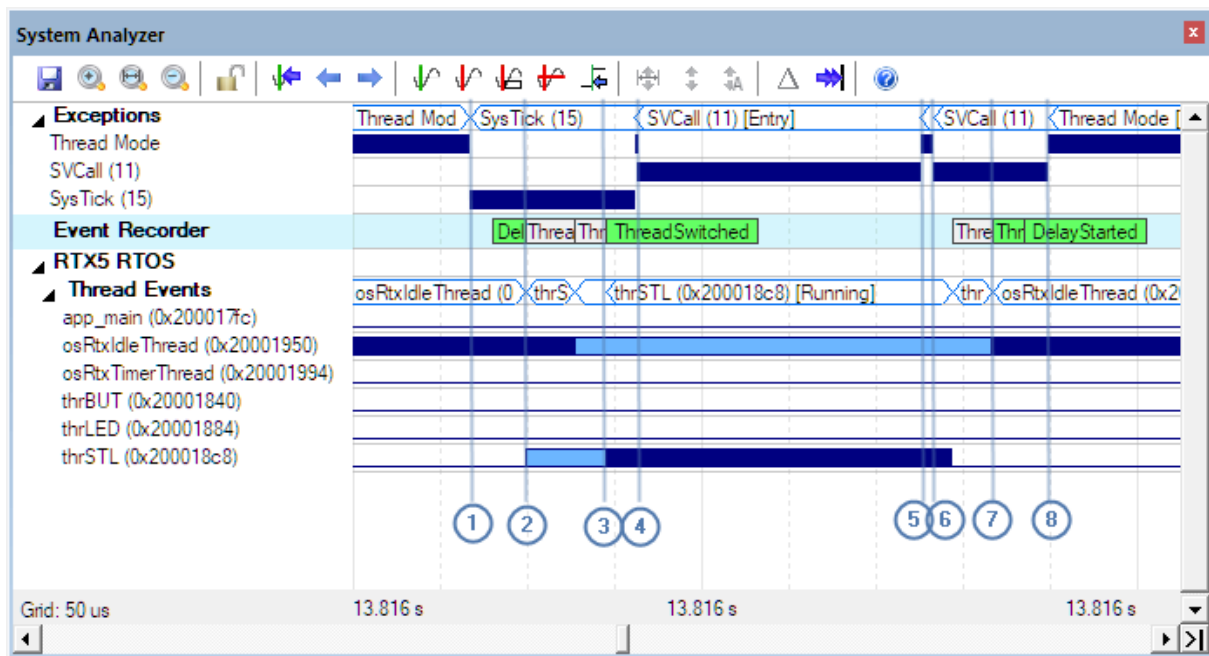 System Analyzer
Exceptions Thread Mod SysTick (15) SVCall (11) [Entry] SVCall (11) Thread Mode [
Thread Mode
SVCall (11)
SysTick (15)
Event Recorder Del Threa Thr ThreadSwitched Thre Thr DelayStarted
RTX5 RTOS
Thread Events osRtxIdleThread (0 thrS thrSTL (0x200018c8) [Running] thr osRtxIdleThread (0x2
app_main (0x200017fc)
osRtxIdleThread (0x20001950)
osRtxTimerThread (0x20001994)
thrBUT (0x20001840)
thrLED (0x20001884)
thrSTL (0x200018c8)
1 2 3 4 5 6 7 8
Grid: 50 us 13.816 s 13.816 s 13.816 s